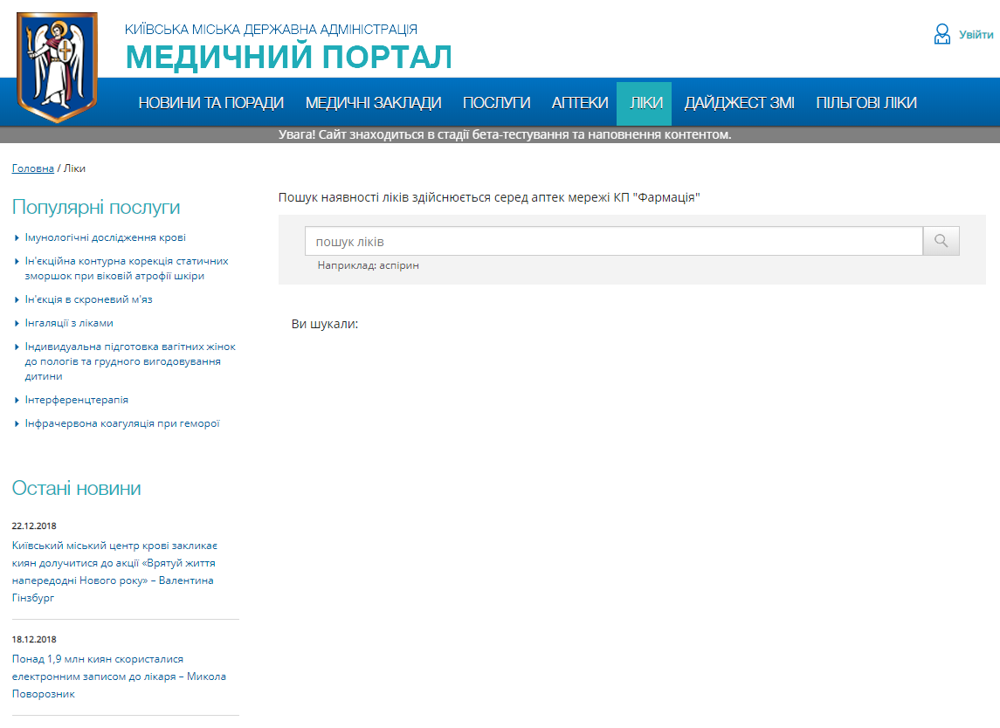 КИЇВСЬКА МІСЬКА ДЕРЖАВНА АДМІНІСТРАЦІЯ
МЕДИЧНИЙ ПОРТАЛ
Увійти
НОВИНИ ТА ПОРАДИ МЕДИЧНІ ЗАКЛАДИ ПОСЛУГИ АПТЕКИ ЛІКИ ДАЙДЖЕСТ ЗМІ ПІЛЬГОВІ ЛІКИ
Увага! Сайт знаходиться в стадії бета-тестування та наповнення контентом.
Головна / Ліки
Популярні послуги
Імунологічні дослідження крові
Ін'єкційна контурна корекція статичних
зморшок при віковій атрофії шкіри
Ін'єкція в скроневий м'яз
Інгаляції з ліками
Індивидуальна підготовка вагітних жінок
до пологів та грудного вигодовування
дитини
Інтерференцтерапія
Інфрачервона коагуляція при геморої
Остані новини
22.12.2018
Київський міський центр крові закликає
киян долучитися до акції «Врятуй життя
напередодні Нового року» – Валентина
Гінзбург
18.12.2018
Понад 1,9 млн киян скористалися
електронним записом до лікаря – Микола
Поворозник
Пошук наявності ліків здійснюється серед аптек мережі КП "Фармація"
пошук ліків
Наприклад: аспірин
Ви шукали: